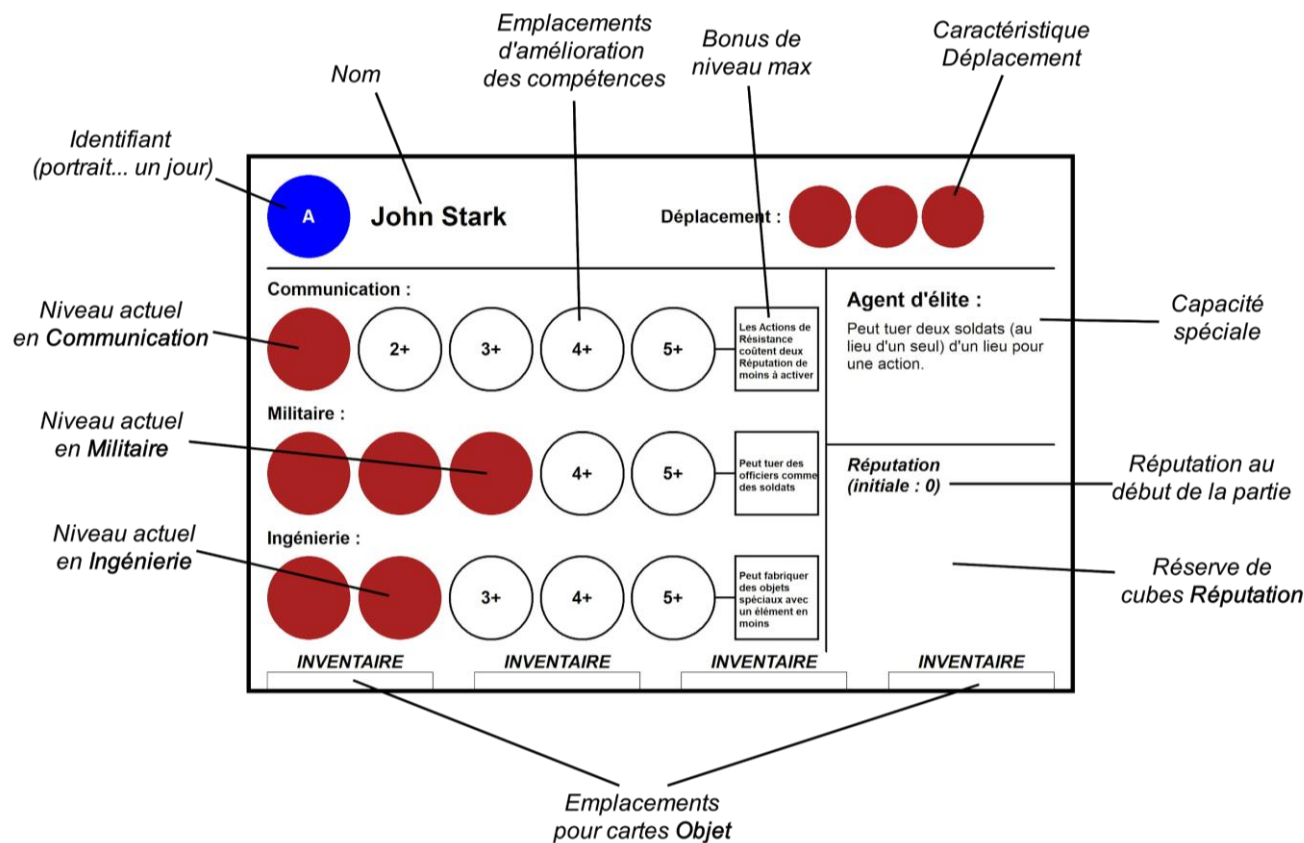 Emplacements
d'amélioration
des compétences
Bonus de
niveau max
Caractéristique
Déplacement
Nom
Identifiant
(portrait... un jour)
A
John Stark
Déplacement :
Niveau actuel
en Communication
Communication :
2+
3+
4+
5+
Les Actions de
Résistance
coûtent deux
Réputation de
moins à activer
Agent d'élite :
Peut tuer deux soldats (au
lieu d'un seul) d'un lieu pour
une action.
Capacité
spéciale
Niveau actuel
en Militaire
Militaire :
4+
5+
Peut tuer des
officiers comme
des soldats
Réputation
(initiale : 0)
Réputation au
début de la partie
Niveau actuel
en Ingénierie
Ingénierie :
3+
4+
5+
Peut fabriquer
des objets
spéciaux avec
un élément en
moins
Réserve de
cubes Réputation
INVENTAIRE
INVENTAIRE
INVENTAIRE
INVENTAIRE
Emplacements
pour cartes Objet